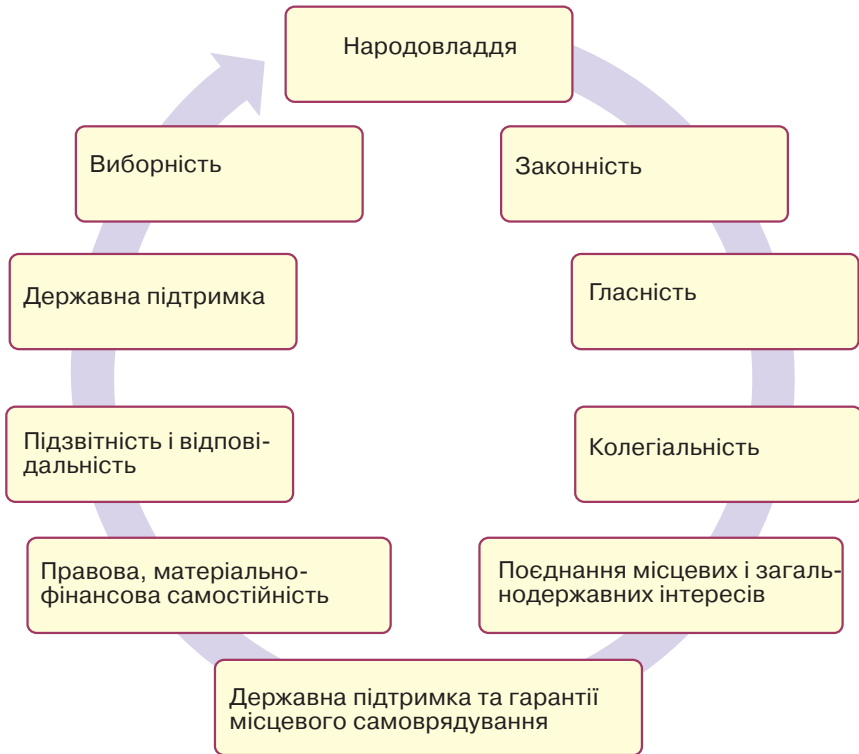 Народовладдя
Законність
Гласність
Колегіальність
Поєднання місцевих і загаль-
нодержавних інтересів
Державна підтримка та гарантії
місцевого самоврядування
Правова, матеріально-
фінансова самостійність
Підзвітність і відпові-
дальність
Державна підтримка
Виборність